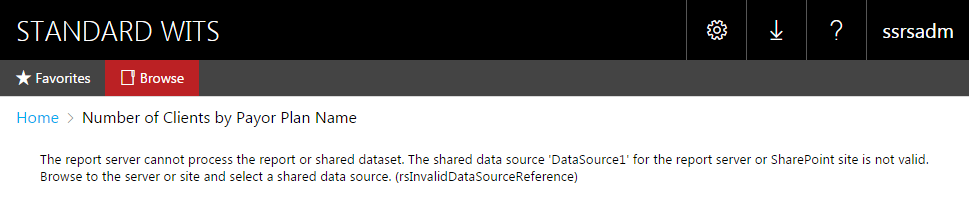 STANDARD WITS
? ssrsadm
★ Favorites Browse
Home > Number of Clients by Payor Plan Name
The report server cannot process the report or shared dataset. The shared data source 'DataSource1' for the report server or SharePoint site is not valid.
Browse to the server or site and select a shared data source. (rsInvalidDataSourceReference)